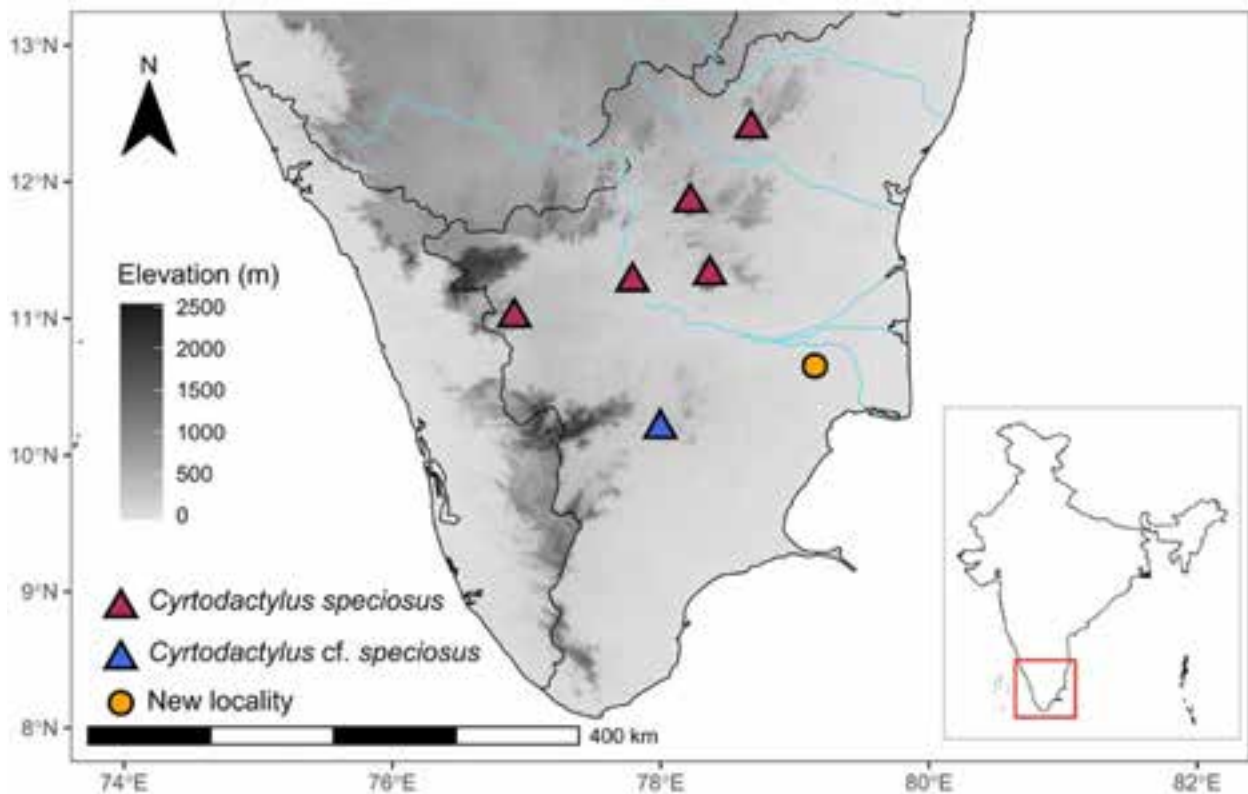 13°N
N
12°N
Elevation (m)
2500
11°N
2000
1500
1000
10°N
500
0
9°N
Cyrtodactylus speciosus
Cyrtodactylus cf. speciosus
New locality
8°N
400 km
74°E 76°E 78°E 80°E 82°E